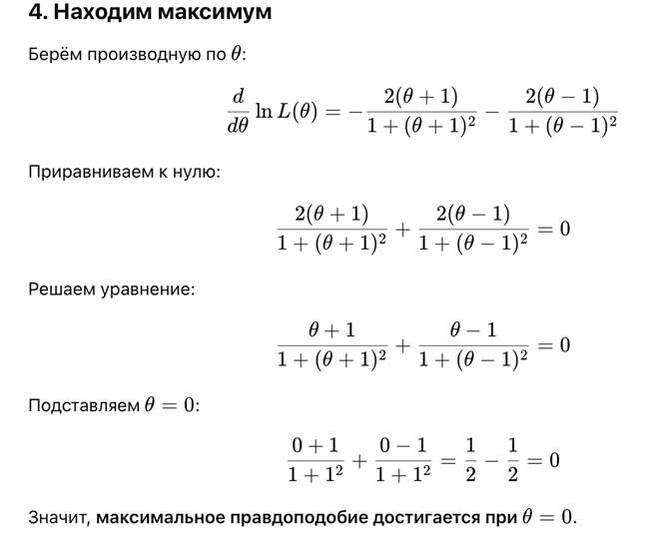 4. Находим максимум
Берём производную по θ:
d/dθ ln L(θ) = − 2(θ + 1)/(1 + (θ + 1)²) − 2(θ − 1)/(1 + (θ − 1)²)
Приравниваем к нулю:
2(θ + 1)/(1 + (θ + 1)²) + 2(θ − 1)/(1 + (θ − 1)²) = 0
Решаем уравнение:
θ + 1/(1 + (θ + 1)²) + θ − 1/(1 + (θ − 1)²) = 0
Подставляем θ = 0:
0 + 1/(1 + 1²) + 0 − 1/(1 + 1²) = 1/2 − 1/2 = 0
Значит, максимальное правдоподобие достигается при θ = 0.